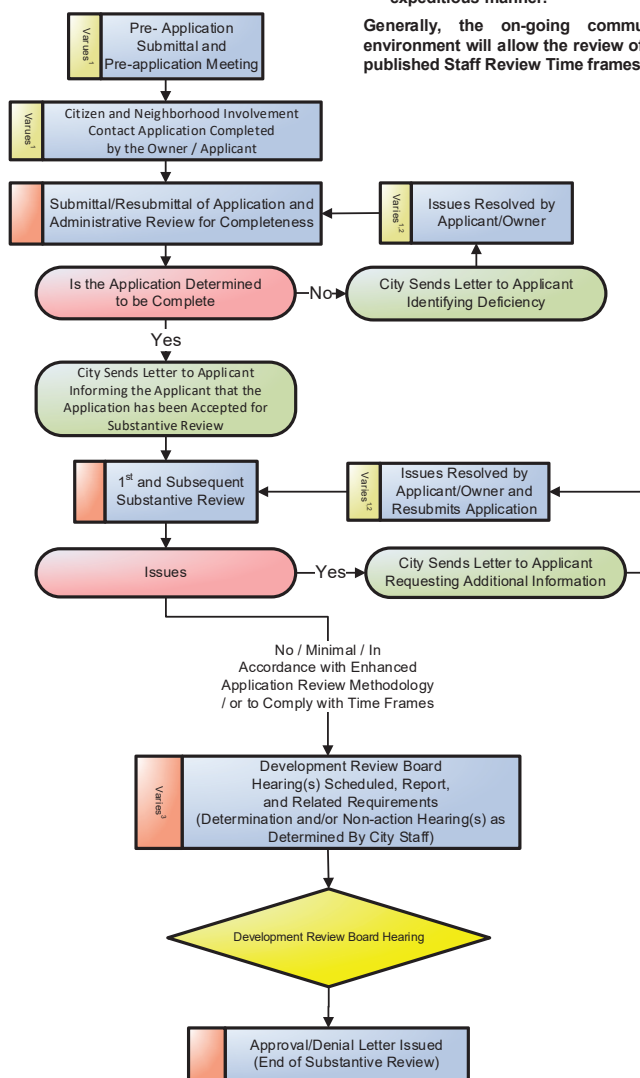 expeditious manner.
Generally, the on-going commu
environment will allow the review of
published Staff Review Time frames
Varues¹
Pre- Application
Submittal and
Pre-application Meeting
Varues¹
Citizen and Neighborhood Involvement
Contact Application Completed
by the Owner / Applicant
Submittal/Resubmittal of Application and
Administrative Review for Completeness
Varies¹,²
Issues Resolved by
Applicant/Owner
Is the Application Determined
to be Complete
No
City Sends Letter to Applicant
Identifying Deficiency
Yes
City Sends Letter to Applicant
Informing the Applicant that the
Application has been Accepted for
Substantive Review
1st and Subsequent
Substantive Review
Varies¹,²
Issues Resolved by
Applicant/Owner and
Resubmits Application
Issues
Yes
City Sends Letter to Applicant
Requesting Additional Information
No / Minimal / In
Accordance with Enhanced
Application Review Methodology
/ or to Comply with Time Frames
Varies³
Development Review Board
Hearing(s) Scheduled, Report,
and Related Requirements
(Determination and/or Non-action Hearing(s) as
Determined By City Staff)
Development Review Board Hearing
Approval/Denial Letter Issued
(End of Substantive Review)